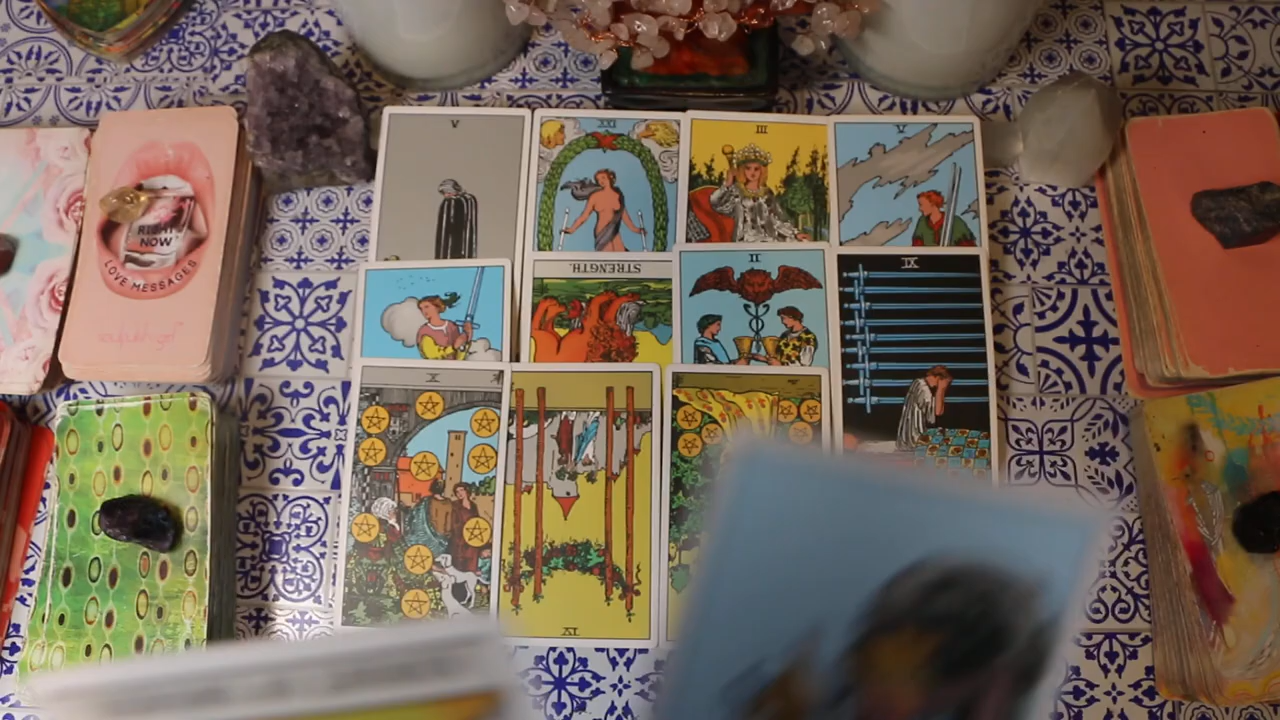 V
XXI
III
V
RIGHT
NOW
LOVE MESSAGES
STRENGTH.
II
IX
X
IV